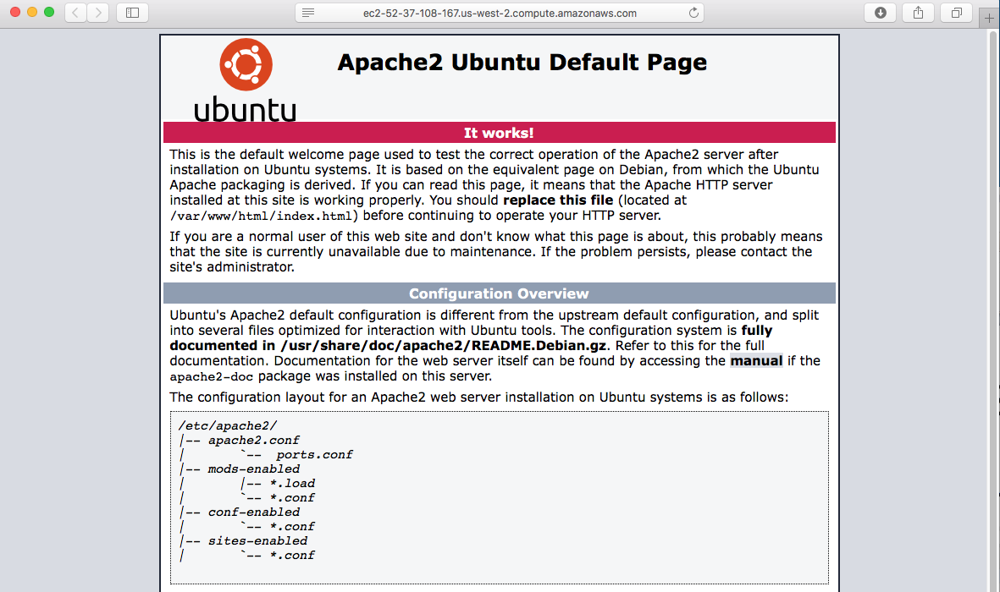 ec2-52-37-108-167.us-west-2.compute.amazonaws.com
ubuntu
Apache2 Ubuntu Default Page
It works!
This is the default welcome page used to test the correct operation of the Apache2 server after
installation on Ubuntu systems. It is based on the equivalent page on Debian, from which the Ubuntu
Apache packaging is derived. If you can read this page, it means that the Apache HTTP server
installed at this site is working properly. You should replace this file (located at
/var/www/html/index.html) before continuing to operate your HTTP server.
If you are a normal user of this web site and don't know what this page is about, this probably means
that the site is currently unavailable due to maintenance. If the problem persists, please contact the
site's administrator.
Configuration Overview
Ubuntu's Apache2 default configuration is different from the upstream default configuration, and split
into several files optimized for interaction with Ubuntu tools. The configuration system is fully
documented in /usr/share/doc/apache2/README.Debian.gz. Refer to this for the full
documentation. Documentation for the web server itself can be found by accessing the manual if the
apache2-doc package was installed on this server.
The configuration layout for an Apache2 web server installation on Ubuntu systems is as follows:
/etc/apache2/
|-- apache2.conf
|       `--  ports.conf
|-- mods-enabled
|       |-- *.load
|       `-- *.conf
|-- conf-enabled
|       `-- *.conf
|-- sites-enabled
|       `-- *.conf